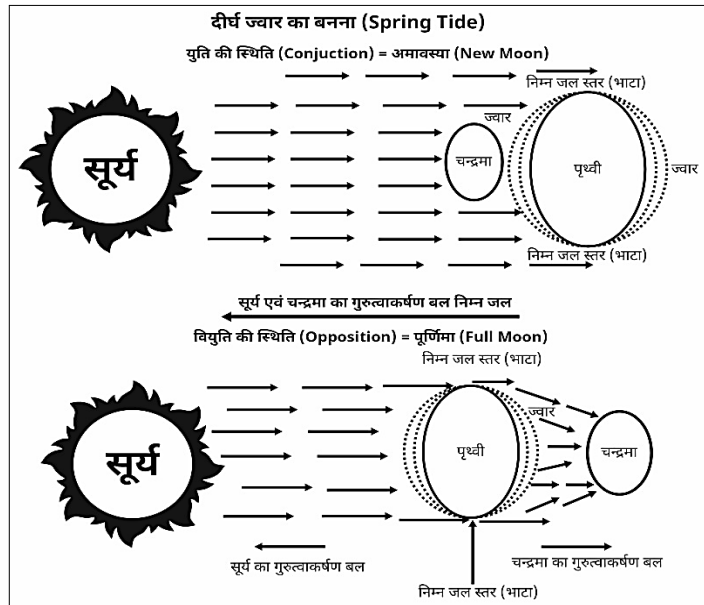 दीर्घ ज्वार का बनना (Spring Tide)
युति की स्थिति (Conjuction) = अमावस्या (New Moon)
निम्न जल स्तर (भाटा)
ज्वार
सूर्य
चन्द्रमा
पृथ्वी
ज्वार
निम्न जल स्तर (भाटा)
सूर्य एवं चन्द्रमा का गुरुत्वाकर्षण बल निम्न जल
वियुति की स्थिति (Opposition) = पूर्णिमा (Full Moon)
निम्न जल स्तर (भाटा)
ज्वार
सूर्य
पृथ्वी
चन्द्रमा
सूर्य का गुरुत्वाकर्षण बल
चन्द्रमा का गुरुत्वाकर्षण बल
निम्न जल स्तर (भाटा)